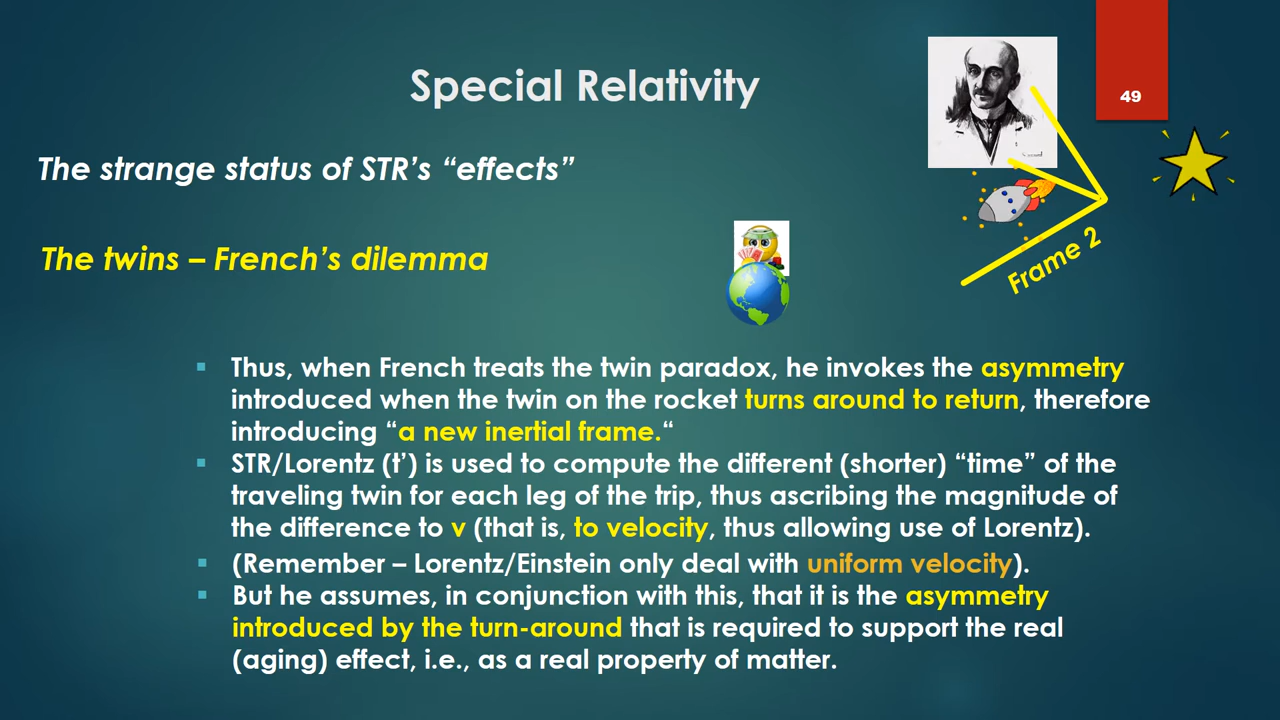 Special Relativity
49
The strange status of STR’s “effects”
The twins – French’s dilemma
Frame 2
▪ Thus, when French treats the twin paradox, he invokes the asymmetry
introduced when the twin on the rocket turns around to return, therefore
introducing “a new inertial frame.“
▪ STR/Lorentz (t’) is used to compute the different (shorter) “time” of the
traveling twin for each leg of the trip, thus ascribing the magnitude of
the difference to v (that is, to velocity, thus allowing use of Lorentz).
▪ (Remember – Lorentz/Einstein only deal with uniform velocity).
▪ But he assumes, in conjunction with this, that it is the asymmetry
introduced by the turn-around that is required to support the real
(aging) effect, i.e., as a real property of matter.